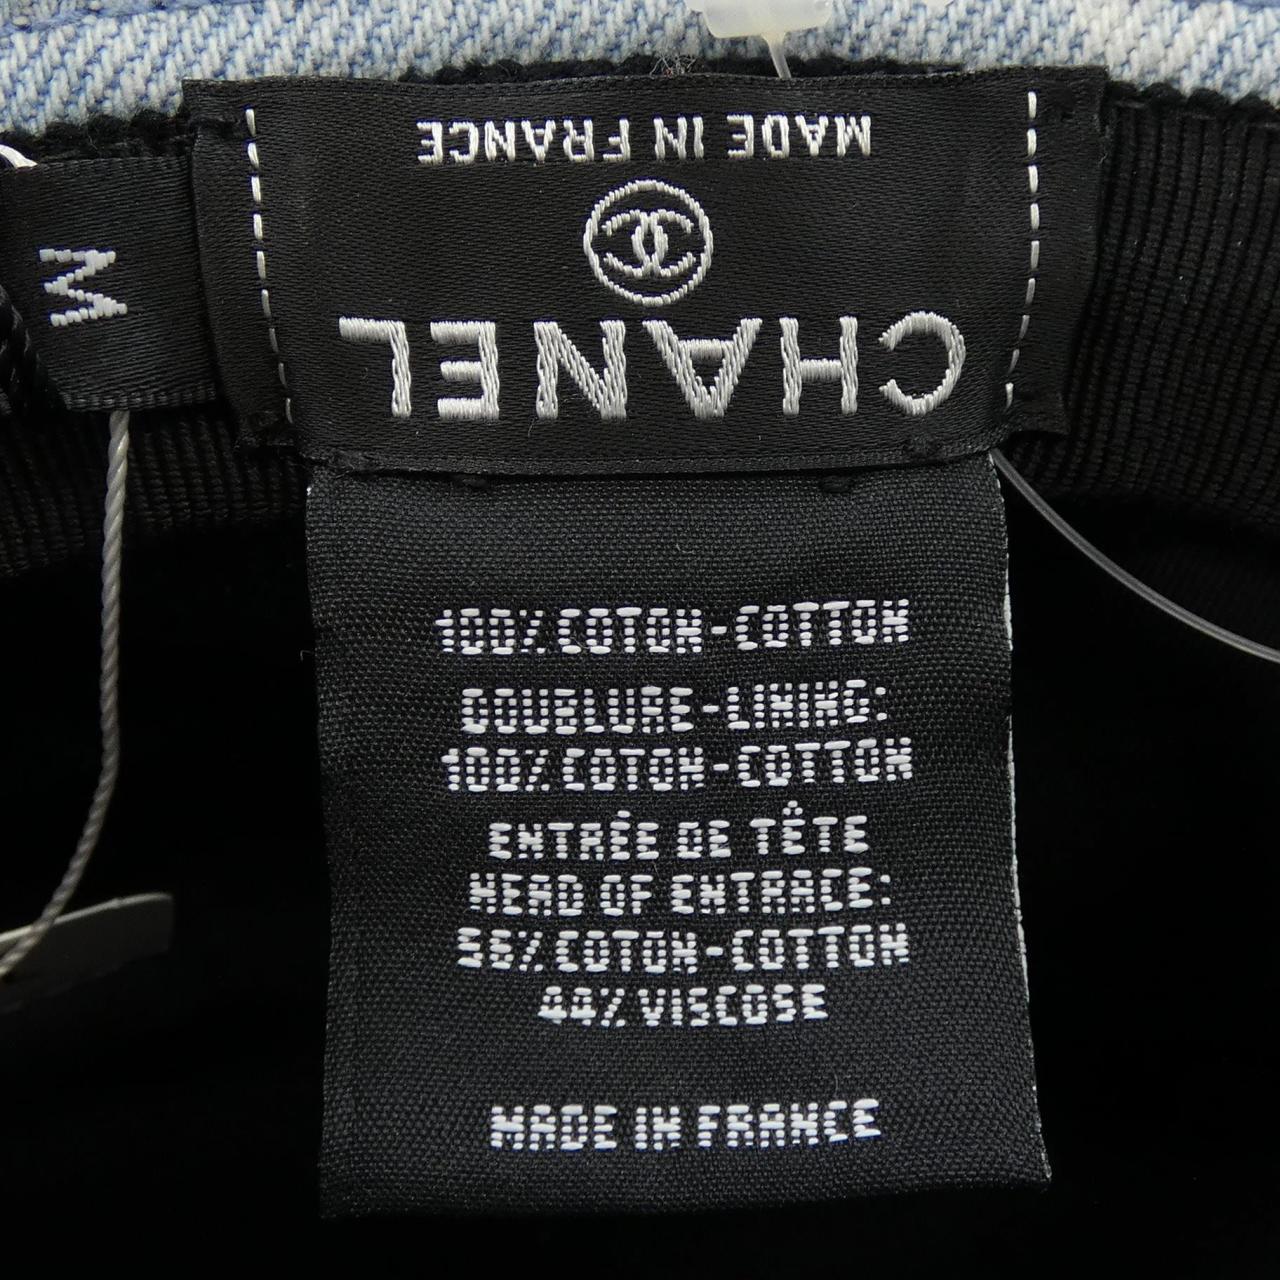 MADE IN FRANCE
CHANEL
M
100% COTON-COTTON
DOUBLURE-LINING:
100% COTON-COTTON
ENTRÉE DE TÊTE
HEAD OF ENTRACE:
56% COTON-COTTON
44% VISCOSE
MADE IN FRANCE